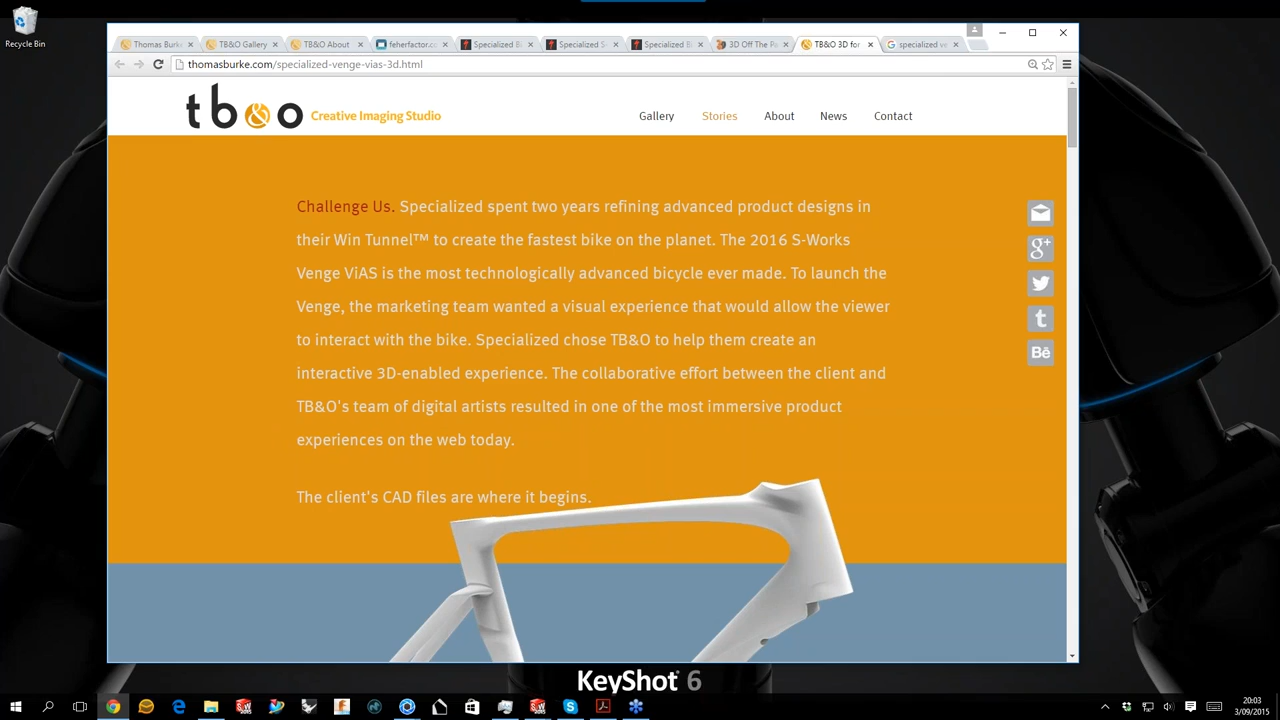 Recycle Bin
Thomas Burke
TB&O Gallery
TB&O About
feherfactor.co
Specialized Bi
Specialized S-
Specialized Bi
3D Off The Pa
TB&O 3D for
specialized ve
thomasburke.com/specialized-venge-vias-3d.html
tb&o Creative Imaging Studio
Gallery Stories About News Contact
Challenge Us. Specialized spent two years refining advanced product designs in
their Win Tunnel™ to create the fastest bike on the planet. The 2016 S-Works
Venge ViAS is the most technologically advanced bicycle ever made. To launch the
Venge, the marketing team wanted a visual experience that would allow the viewer
to interact with the bike. Specialized chose TB&O to help them create an
interactive 3D-enabled experience. The collaborative effort between the client and
TB&O's team of digital artists resulted in one of the most immersive product
experiences on the web today.
The client's CAD files are where it begins.
g+
t
Bē
KeyShot® 6
20:03
3/09/2015